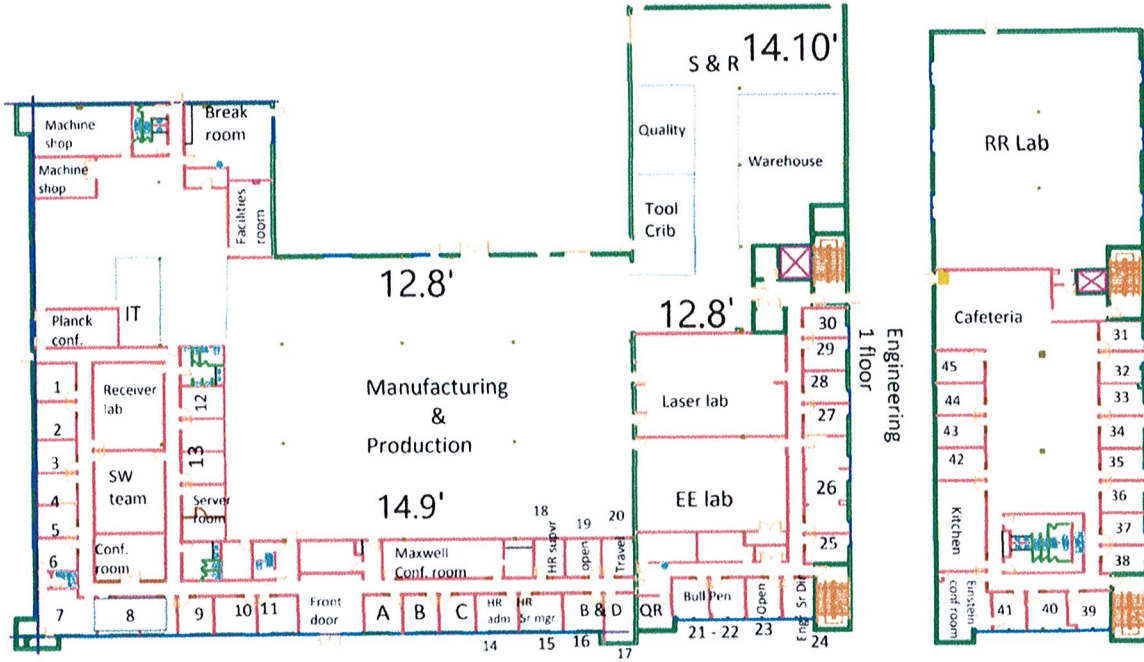 14.10'
S & R
Break
room
Machine
shop
Machine
shop
Facilities
room
Quality
Warehouse
Tool
Crib
RR Lab
12.8'
12.8'
IT
Planck
conf.
Cafeteria
30
29
28
27
26
25
Engineering
1 floor
31
32
33
34
35
36
37
38
45
44
43
42
Kitchen
Einstein
conf room
41
40
39
1
2
3
4
5
6
7
Receiver
lab
SW
team
Conf.
room
12
13
Server
room
Manufacturing
&
Production
14.9'
Laser lab
EE lab
18
19
20
HR supvr
open
Travel
Maxwell
Conf. room
8
9
10
11
Front
door
A
B
C
HR
adm
HR
Sr mgr
B & D
QR
Bull Pen
Open
Eng Sr Dir
14
15
16
17
21 - 22
23
24